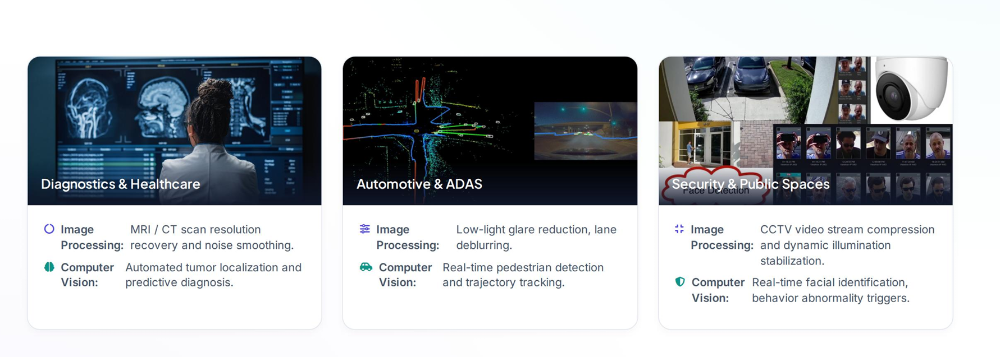 Diagnostics & Healthcare
Image Processing:
MRI / CT scan resolution
recovery and noise smoothing.
Computer Vision:
Automated tumor localization and
predictive diagnosis.
Automotive & ADAS
Image Processing:
Low-light glare reduction, lane
deblurring.
Computer Vision:
Real-time pedestrian detection
and trajectory tracking.
Security & Public Spaces
Face Detection
Image Processing:
CCTV video stream compression
and dynamic illumination
stabilization.
Computer Vision:
Real-time facial identification,
behavior abnormality triggers.